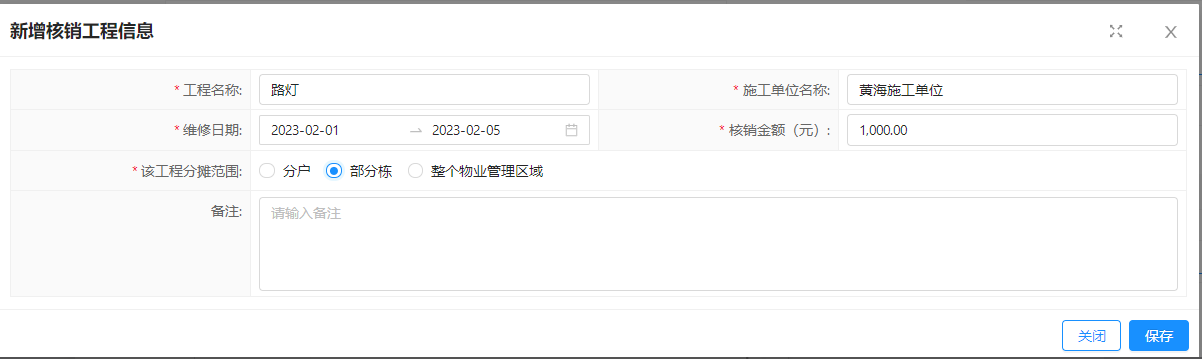 新增核销工程信息
* 工程名称: 路灯 * 施工单位名称: 黄海施工单位
* 维修日期: 2023-02-01 → 2023-02-05 * 核销金额（元）: 1,000.00
* 该工程分摊范围: 分户 部分栋 整个物业管理区域
备注: 请输入备注
关闭 保存